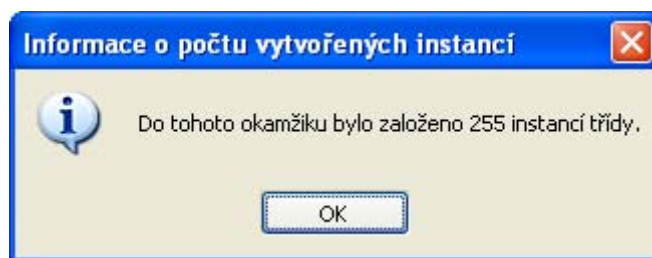 Informace o počtu vytvořených instancí
Do tohoto okamžiku bylo založeno 255 instancí třídy.
OK